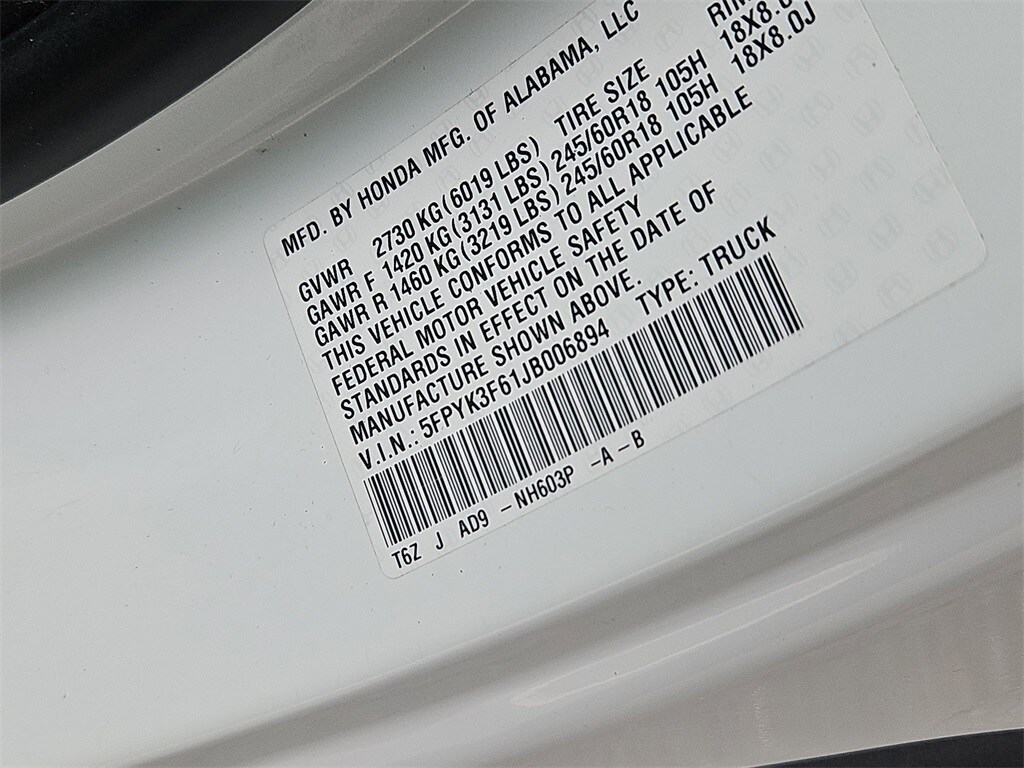 MFD. BY HONDA MFG. OF ALABAMA, LLC
TIRE SIZE
GVWR 2730 KG(6019 LBS)
GAWR F 1420 KG(3131 LBS) 245/60R18 105H
GAWR R 1460 KG(3219 LBS) 245/60R18 105H 18X8.0J
THIS VEHICLE CONFORMS TO ALL APPLICABLE
FEDERAL MOTOR VEHICLE SAFETY
STANDARDS IN EFFECT ON THE DATE OF
MANUFACTURE SHOWN ABOVE.
V.I.N.: 5FPYK3F61JB006894 TYPE: TRUCK
T6Z J AD9 -NH603P -A-B